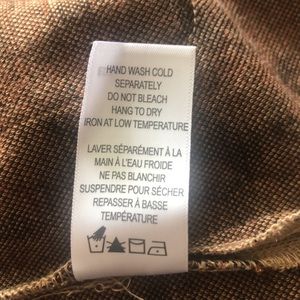 HAND WASH COLD
SEPARATELY
DO NOT BLEACH
HANG TO DRY
IRON AT LOW TEMPERATURE
LAVER SÉPARÉMENT À LA
MAIN À L'EAU FROIDE
NE PAS BLANCHIR
SUSPENDRE POUR SÉCHER
REPASSER À BASSE
TEMPÉRATURE